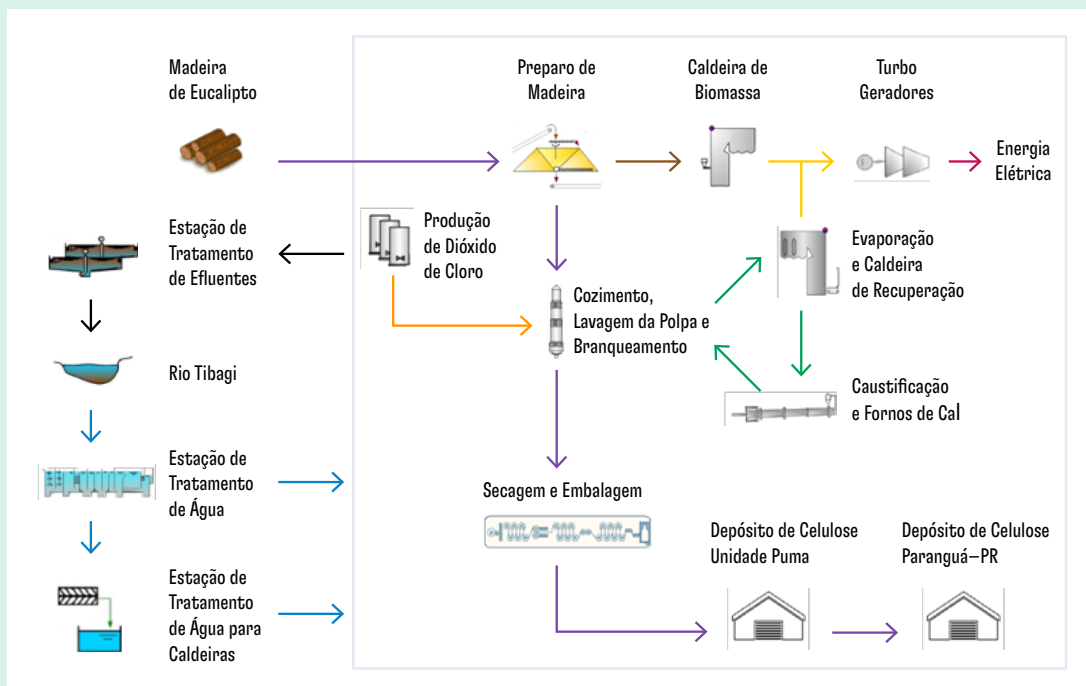 Madeira
de Eucalipto
Preparo de
Madeira
Caldeira de
Biomassa
Turbo
Geradores
Energia
Elétrica
Estação de
Tratamento
de Efluentes
Produção
de Dióxido
de Cloro
Evaporação
e Caldeira
de Recuperação
Cozimento,
Lavagem da Polpa e
Branqueamento
Rio Tibagi
Caustificação
e Fornos de Cal
Estação de
Tratamento
de Água
Secagem e Embalagem
Depósito de Celulose
Unidade Puma
Depósito de Celulose
Paranguá–PR
Estação de
Tratamento
de Água para
Caldeiras